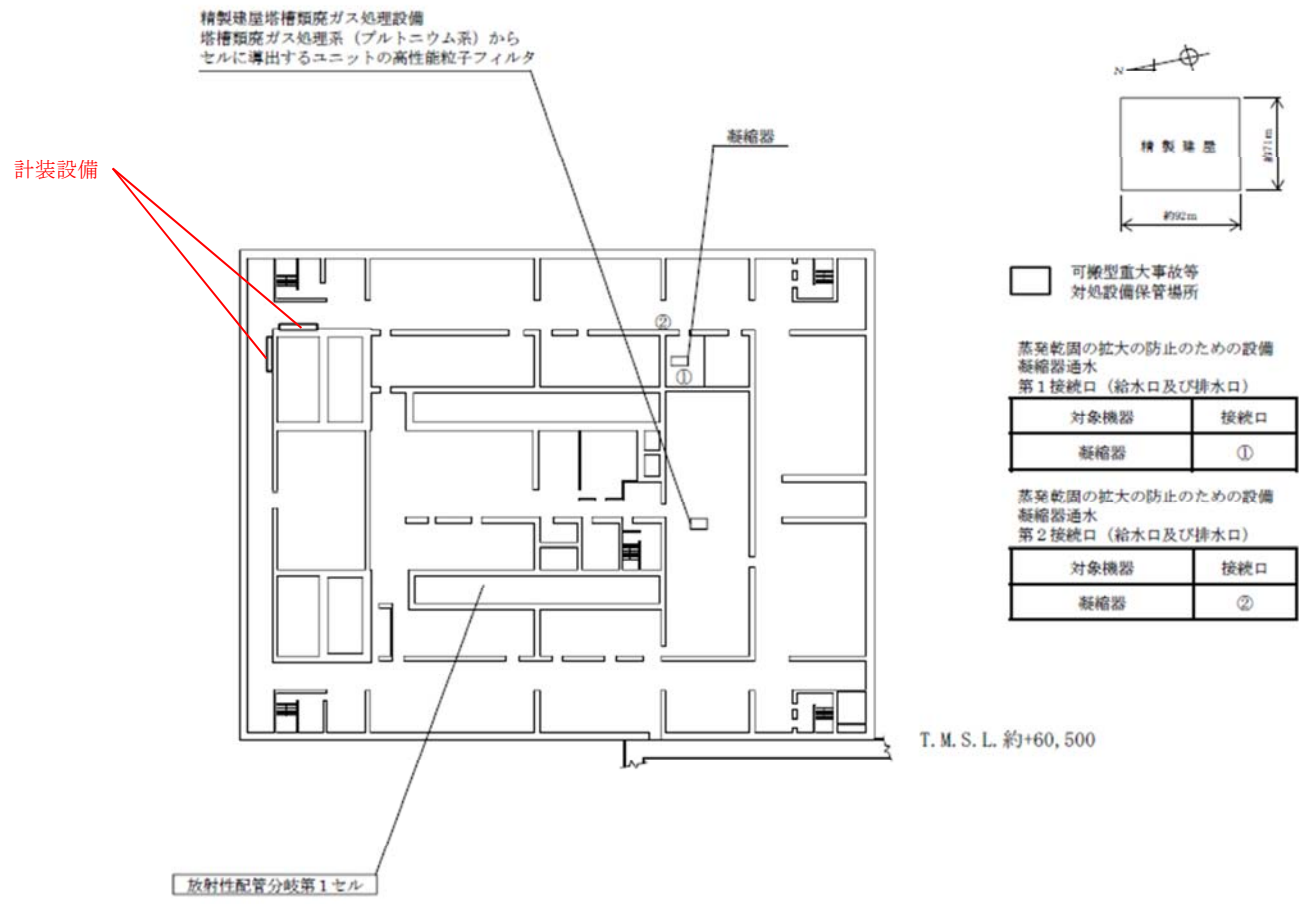 精製建屋塔槽類廃ガス処理設備
塔槽類廃ガス処理系（プルトニウム系）から
セルに導出するユニットの高性能粒子フィルタ
凝縮器
計装設備
N
精製建屋
約71m
約92m
可搬型重大事故等
対処設備保管場所
②
①
蒸発乾固の拡大の防止のための設備
凝縮器通水
第１接続口（給水口及び排水口）
対象機器 接続口
凝縮器 ①
蒸発乾固の拡大の防止のための設備
凝縮器通水
第２接続口（給水口及び排水口）
対象機器 接続口
凝縮器 ②
T.M.S.L.約+60,500
放射性配管分岐第１セル